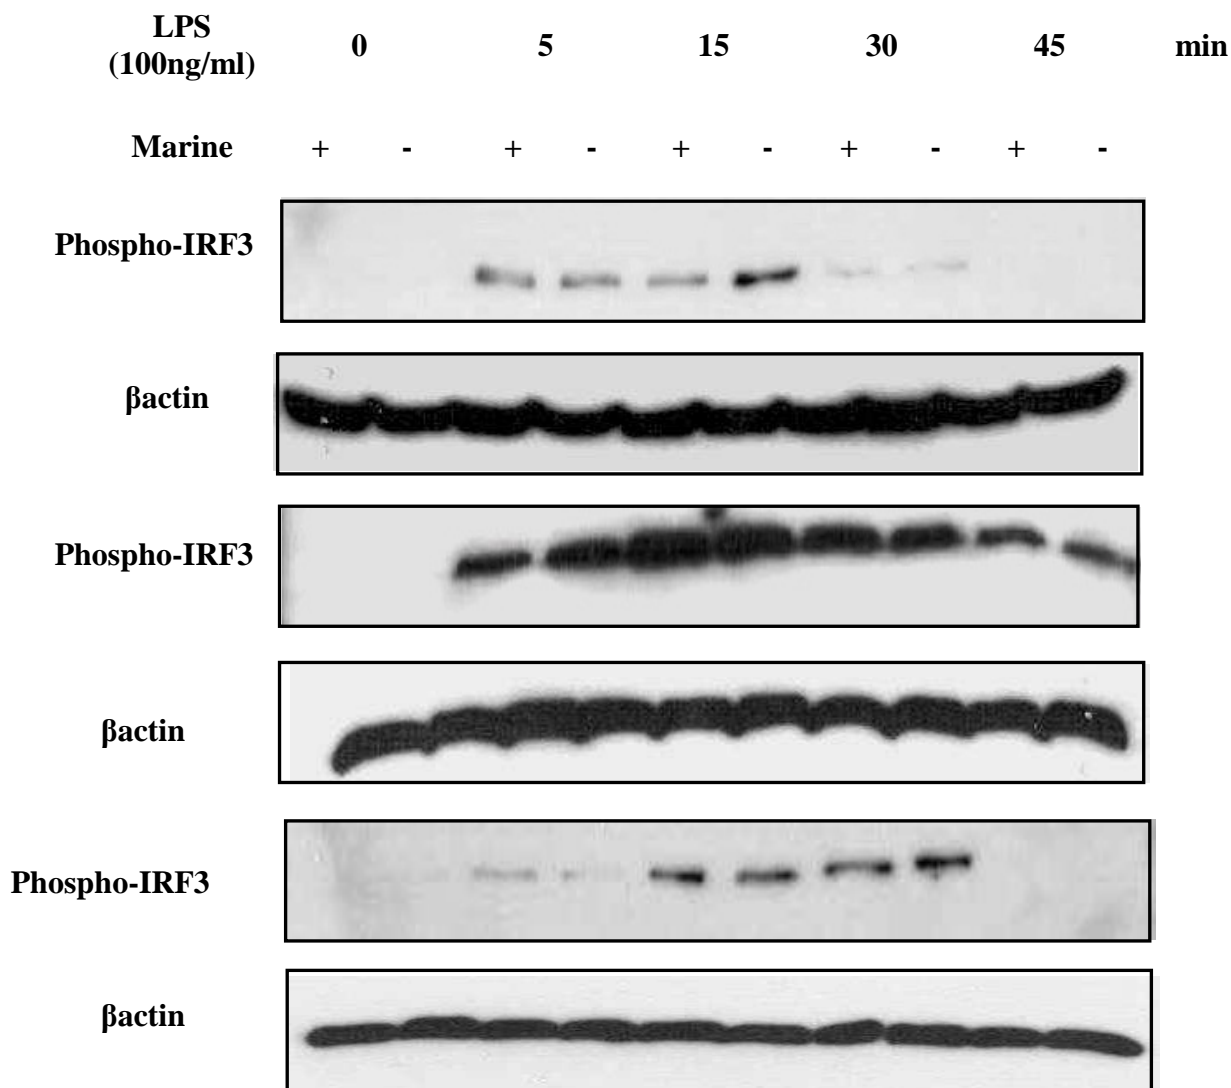 LPS
(100ng/ml)
0 5 15 30 45 min
Marine + - + - + - + - + -
Phospho-IRF3
βactin
Phospho-IRF3
βactin
Phospho-IRF3
βactin